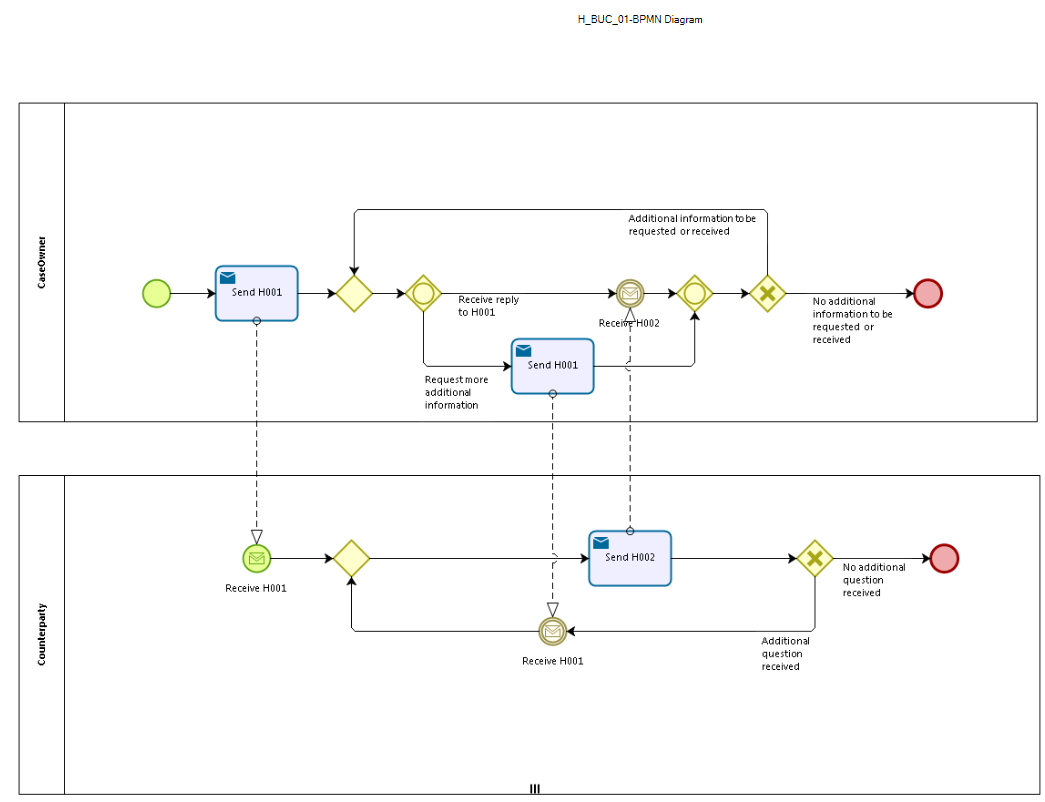 H_BUC_01-BPMN Diagram
CaseOwner
Additional information to be
requested or received
Send H001
Receive reply
to H001
Receive H002
No additional
information to be
requested or
received
Send H001
Request more
additional
information
Counterparty
Send H002
Receive H001
No additional
question
received
Receive H001
Additional
question
received